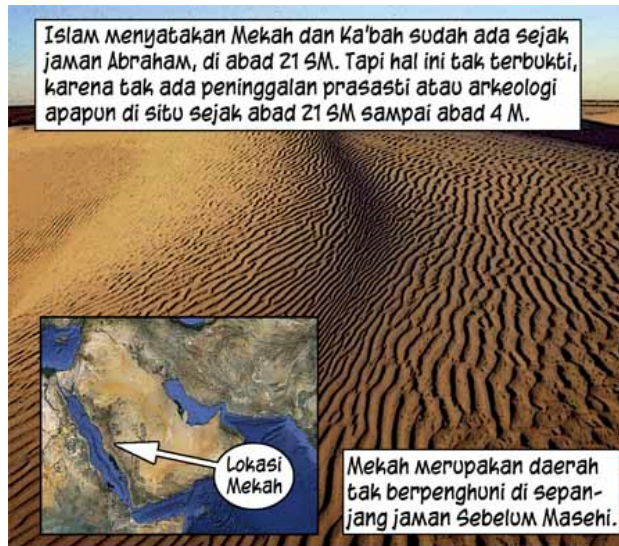 Islam menyatakan Mekah dan Ka'bah sudah ada sejak
jaman Abraham, di abad 21 SM. Tapi hal ini tak terbukti,
karena tak ada peninggalan prasasti atau arkeologi
apapun di situ sejak abad 21 SM sampai abad 4 M.
Lokasi
Mekah
Mekah merupakan daerah
tak berpenghuni di sepan-
jang jaman Sebelum Masehi.